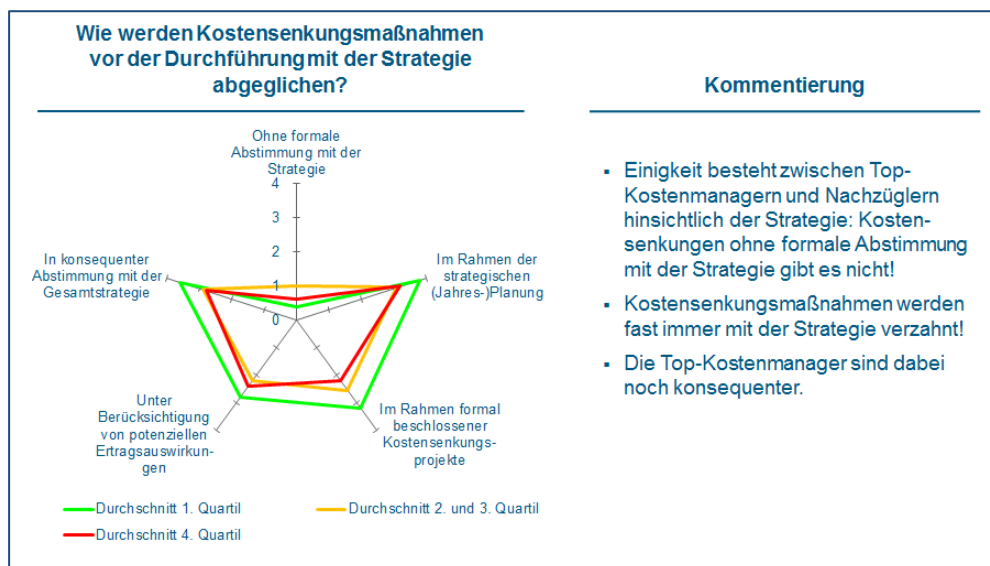 Wie werden Kostensenkungsmaßnahmen
vor der Durchführung mit der Strategie
abgeglichen?
Ohne formale
Abstimmung mit der
Strategie
4
3
2
1
0
Im Rahmen der
strategischen
(Jahres-)Planung
Im Rahmen formal
beschlossener
Kostensenkungs-
projekte
Unter
Berücksichtigung
von potenziellen
Ertragsauswirkun-
gen
In konsequenter
Abstimmung mit der
Gesamtstrategie
Durchschnitt 1. Quartil
Durchschnitt 2. und 3. Quartil
Durchschnitt 4. Quartil
Kommentierung
▪ Einigkeit besteht zwischen Top-
Kostenmanagern und Nachzüglern
hinsichtlich der Strategie: Kosten-
senkungen ohne formale Abstimmung
mit der Strategie gibt es nicht!
▪ Kostensenkungsmaßnahmen werden
fast immer mit der Strategie verzahnt!
▪ Die Top-Kostenmanager sind dabei
noch konsequenter.